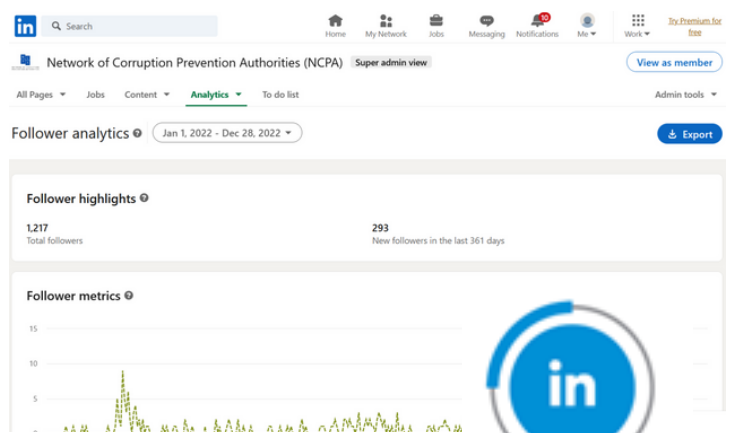 in Search Home My Network Jobs Messaging 10 Notifications Me Work Try Premium for free
Network of Corruption Prevention Authorities (NCPA) Super admin view View as member
All Pages Jobs Content Analytics To do list Admin tools
Follower analytics Jan 1, 2022 - Dec 28, 2022 Export
Follower highlights
1,217 293
Total followers New followers in the last 361 days
Follower metrics
15
10
5
in